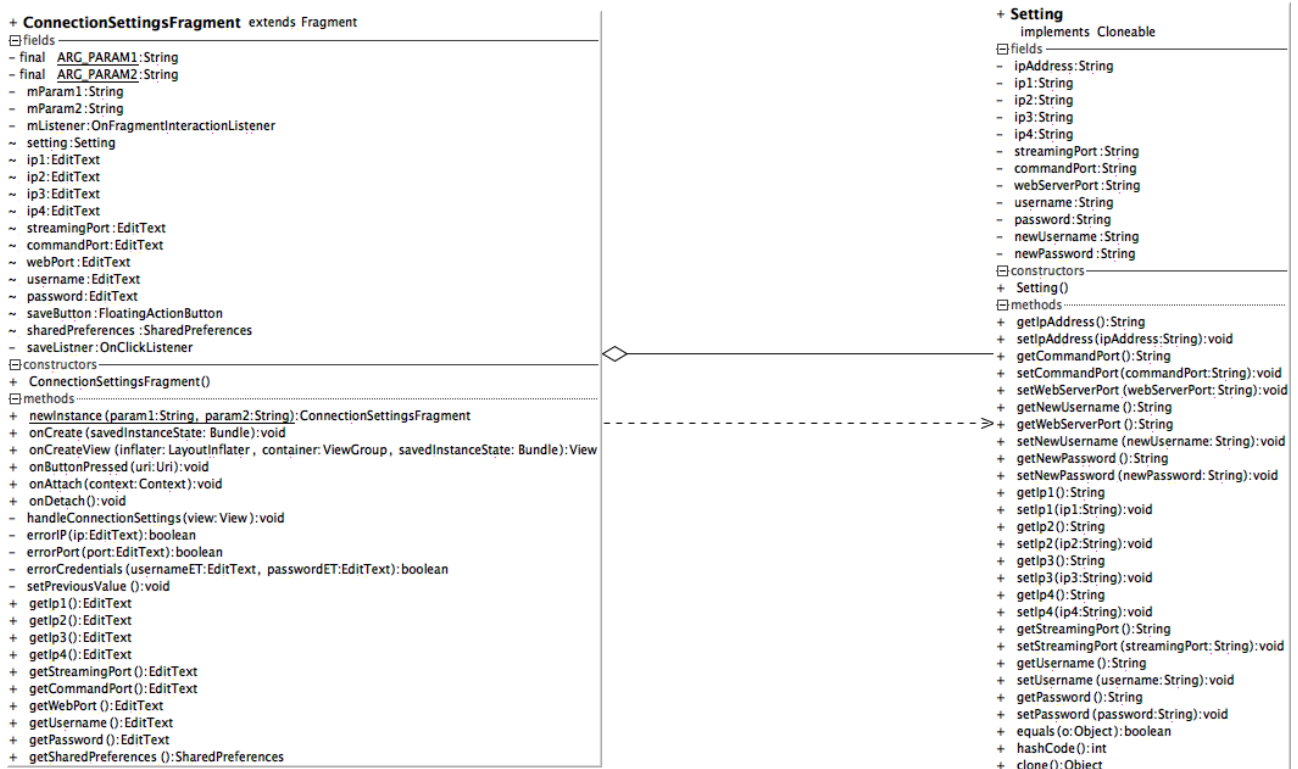 + ConnectionSettingsFragment extends Fragment
fields
- final ARG_PARAM1:String
- final ARG_PARAM2:String
- mParam1:String
- mParam2:String
- mListener:OnFragmentInteractionListener
~ setting:Setting
~ ip1:EditText
~ ip2:EditText
~ ip3:EditText
~ ip4:EditText
~ streamingPort:EditText
~ commandPort:EditText
~ webPort:EditText
~ username:EditText
~ password:EditText
~ saveButton:FloatingActionButton
~ sharedPreferences:SharedPreferences
- saveListner:OnClickListener
constructors
+ ConnectionSettingsFragment()
methods
+ newInstance(param1:String, param2:String):ConnectionSettingsFragment
+ onCreate(savedInstanceState: Bundle):void
+ onCreateView(inflater: LayoutInflater, container: ViewGroup, savedInstanceState: Bundle):View
+ onButtonPressed(uri:Uri):void
+ onAttach(context:Context):void
+ onDetach():void
- handleConnectionSettings(view: View):void
- errorIP(ip:EditText):boolean
- errorPort(port:EditText):boolean
- errorCredentials(usernameET:EditText, passwordET:EditText):boolean
- setPreviousValue():void
+ getIp1():EditText
+ getIp2():EditText
+ getIp3():EditText
+ getIp4():EditText
+ getStreamingPort():EditText
+ getCommandPort():EditText
+ getWebPort():EditText
+ getUsername():EditText
+ getPassword():EditText
+ getSharedPreferences():SharedPreferences
+ Setting
implements Cloneable
fields
- ipAddress:String
- ip1:String
- ip2:String
- ip3:String
- ip4:String
- streamingPort:String
- commandPort:String
- webServerPort:String
- username:String
- password:String
- newUsername:String
- newPassword:String
constructors
+ Setting()
methods
+ getIpAddress():String
+ setIpAddress(ipAddress:String):void
+ getCommandPort():String
+ setCommandPort(commandPort:String):void
+ setWebServerPort(webServerPort: String):void
+ getNewUsername():String
+ getWebServerPort():String
+ setNewUsername(newUsername: String):void
+ getNewPassword():String
+ setNewPassword(newPassword: String):void
+ getIp1():String
+ setIp1(ip1:String):void
+ getIp2():String
+ setIp2(ip2:String):void
+ getIp3():String
+ setIp3(ip3:String):void
+ getIp4():String
+ setIp4(ip4:String):void
+ getStreamingPort():String
+ setStreamingPort(streamingPort: String):void
+ getUsername():String
+ setUsername(username:String):void
+ getPassword():String
+ setPassword(password:String):void
+ equals(o:Object):boolean
+ hashCode():int
+ clone():Object